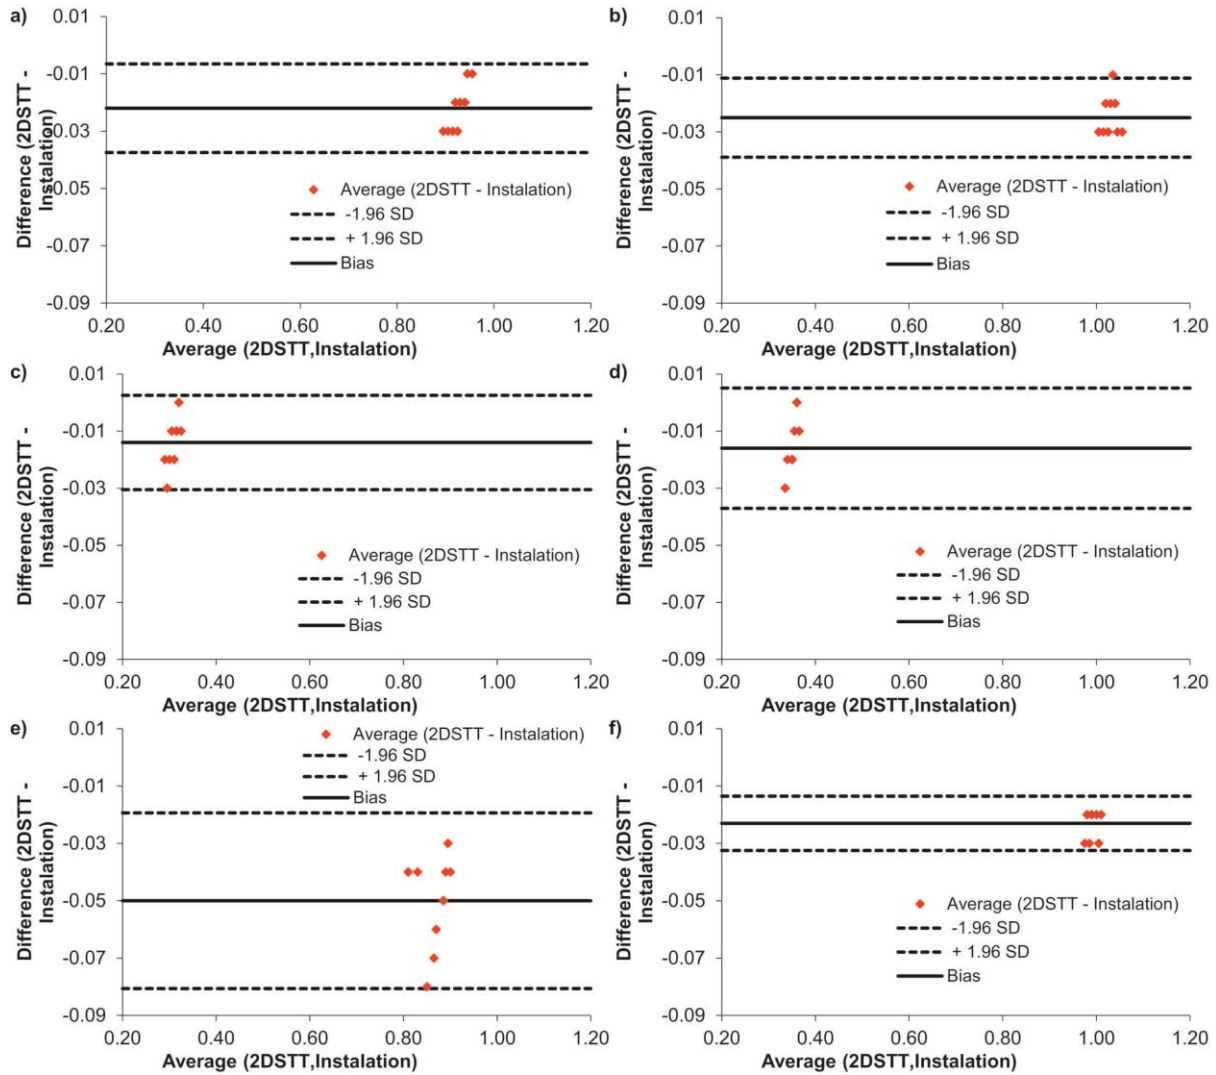 a)
0.01
-0.01
-0.03
-0.05
-0.07
-0.09
Difference (2DSTT -
Instalation)
Average (2DSTT - Instalation)
-1.96 SD
+ 1.96 SD
Bias
0.20 0.40 0.60 0.80 1.00 1.20
Average (2DSTT,Instalation)
b)
0.01
-0.01
-0.03
-0.05
-0.07
-0.09
Difference (2DSTT -
Instalation)
Average (2DSTT - Instalation)
-1.96 SD
+ 1.96 SD
Bias
0.20 0.40 0.60 0.80 1.00 1.20
Average (2DSTT,Instalation)
c)
0.01
-0.01
-0.03
-0.05
-0.07
-0.09
Difference (2DSTT -
Instalation)
Average (2DSTT - Instalation)
-1.96 SD
+ 1.96 SD
Bias
0.20 0.40 0.60 0.80 1.00 1.20
Average (2DSTT,Instalation)
d)
0.01
-0.01
-0.03
-0.05
-0.07
-0.09
Difference (2DSTT -
Instalation)
Average (2DSTT - Instalation)
-1.96 SD
+ 1.96 SD
Bias
0.20 0.40 0.60 0.80 1.00 1.20
Average (2DSTT,Instalation)
e)
0.01
-0.01
-0.03
-0.05
-0.07
-0.09
Difference (2DSTT -
Instalation)
Average (2DSTT - Instalation)
-1.96 SD
+ 1.96 SD
Bias
0.20 0.40 0.60 0.80 1.00 1.20
Average (2DSTT,Instalation)
f)
0.01
-0.01
-0.03
-0.05
-0.07
-0.09
Difference (2DSTT -
Instalation)
Average (2DSTT - Instalation)
-1.96 SD
+ 1.96 SD
Bias
0.20 0.40 0.60 0.80 1.00 1.20
Average (2DSTT,Instalation)